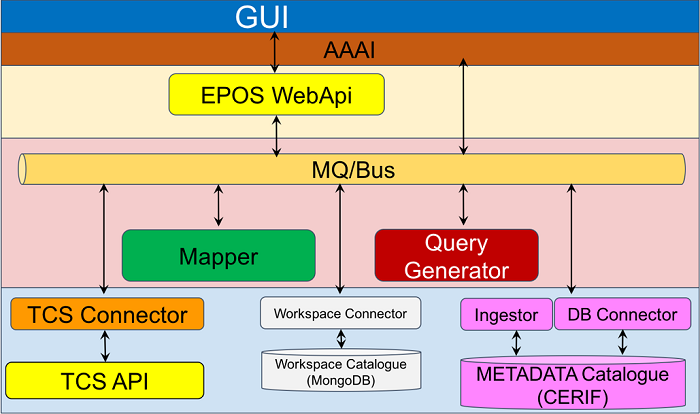 GUI
AAAI
EPOS WebApi
MQ/Bus
Mapper
Query
Generator
TCS Connector
Workspace Connector
Ingestor
DB Connector
TCS API
Workspace Catalogue
(MongoDB)
METADATA Catalogue
(CERIF)